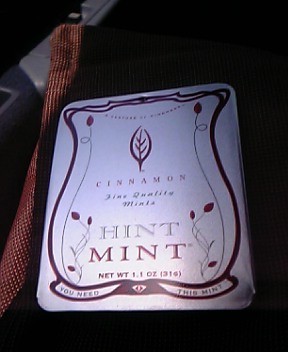 CINNAMON
Fine Quality
Mints
HINT
MINT
NET WT 1.1 OZ (31G)
YOU NEED THIS MINT